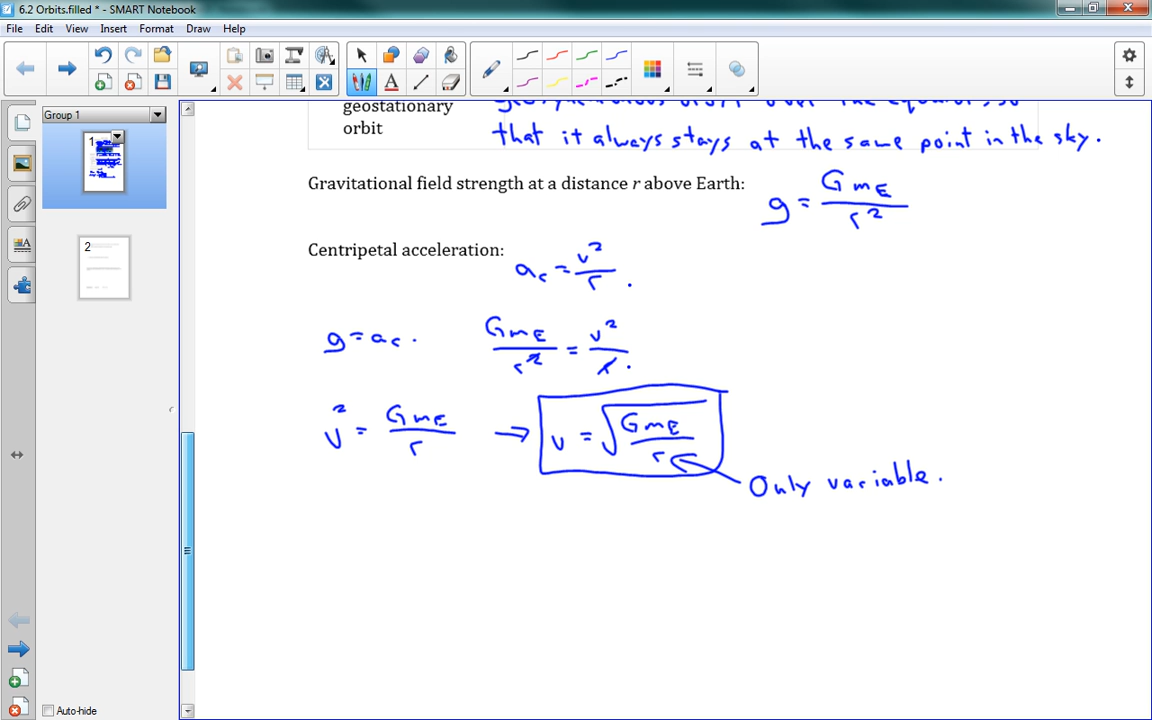 6.2 Orbits.filled * - SMART Notebook
File Edit View Insert Format Draw Help
Group 1
1
2
geostationary
orbit
that it always stays at the same point in the sky.
Gravitational field strength at a distance r above Earth:
g = GmE / r²
Centripetal acceleration:
ac = v² / r.
g = ac. GmE / r² = v² / r.
v² = GmE / r → v = √(GmE / r)
Only variable.
Auto-hide